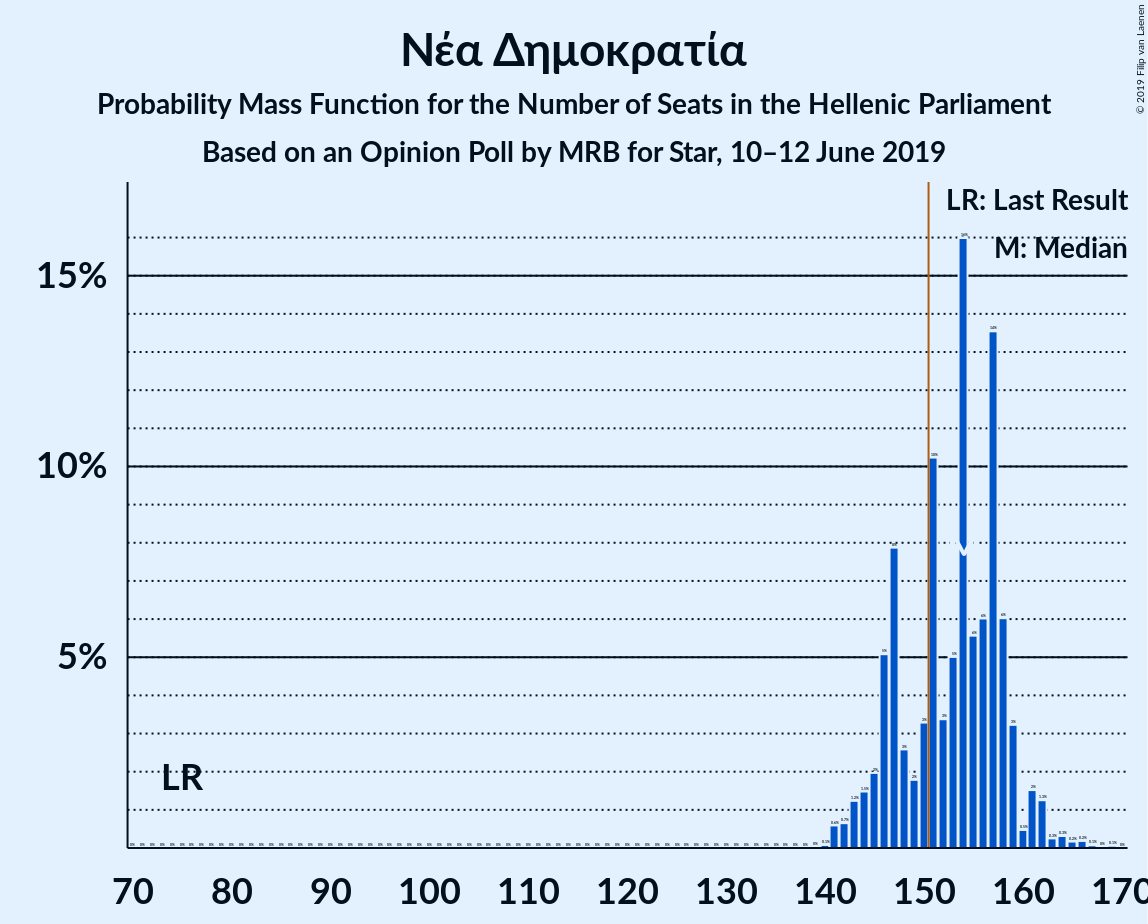 Νέα Δημοκρατία
Probability Mass Function for the Number of Seats in the Hellenic Parliament
Based on an Opinion Poll by MRB for Star, 10–12 June 2019
© 2019 Filip van Laenen
LR: Last Result
M: Median
15%
10%
5%
LR
70 80 90 100 110 120 130 140 150 160 170